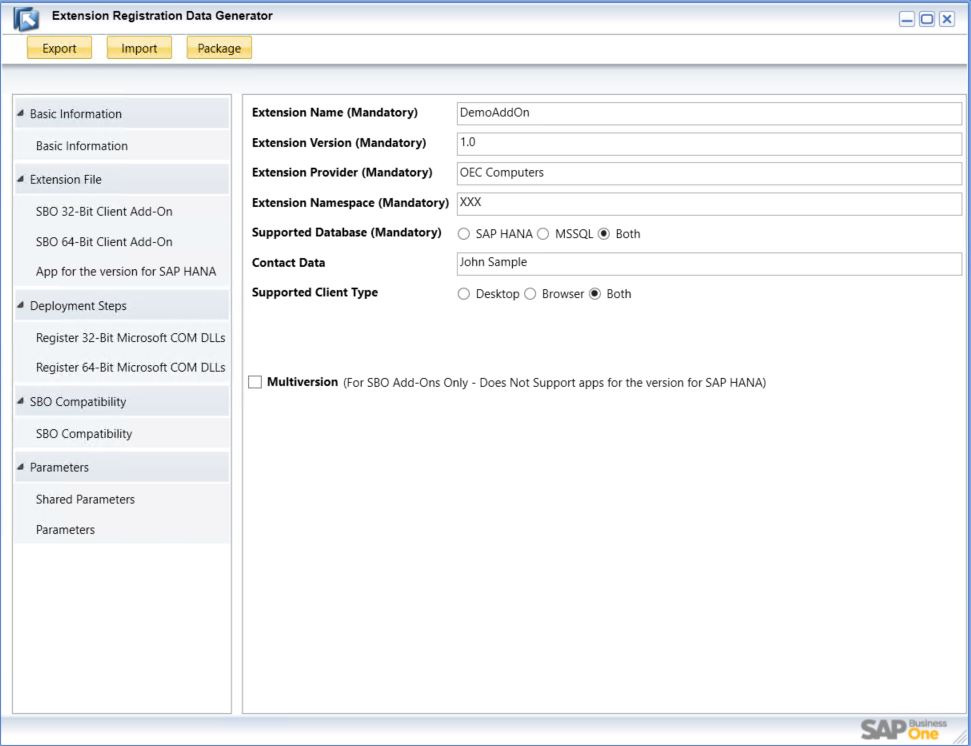 Extension Registration Data Generator
Export Import Package
Basic Information
Basic Information
Extension File
SBO 32-Bit Client Add-On
SBO 64-Bit Client Add-On
App for the version for SAP HANA
Deployment Steps
Register 32-Bit Microsoft COM DLLs
Register 64-Bit Microsoft COM DLLs
SBO Compatibility
SBO Compatibility
Parameters
Shared Parameters
Parameters
Extension Name (Mandatory) DemoAddOn
Extension Version (Mandatory) 1.0
Extension Provider (Mandatory) OEC Computers
Extension Namespace (Mandatory) XXX
Supported Database (Mandatory) SAP HANA MSSQL Both
Contact Data John Sample
Supported Client Type Desktop Browser Both
Multiversion (For SBO Add-Ons Only - Does Not Support apps for the version for SAP HANA)
SAP Business One